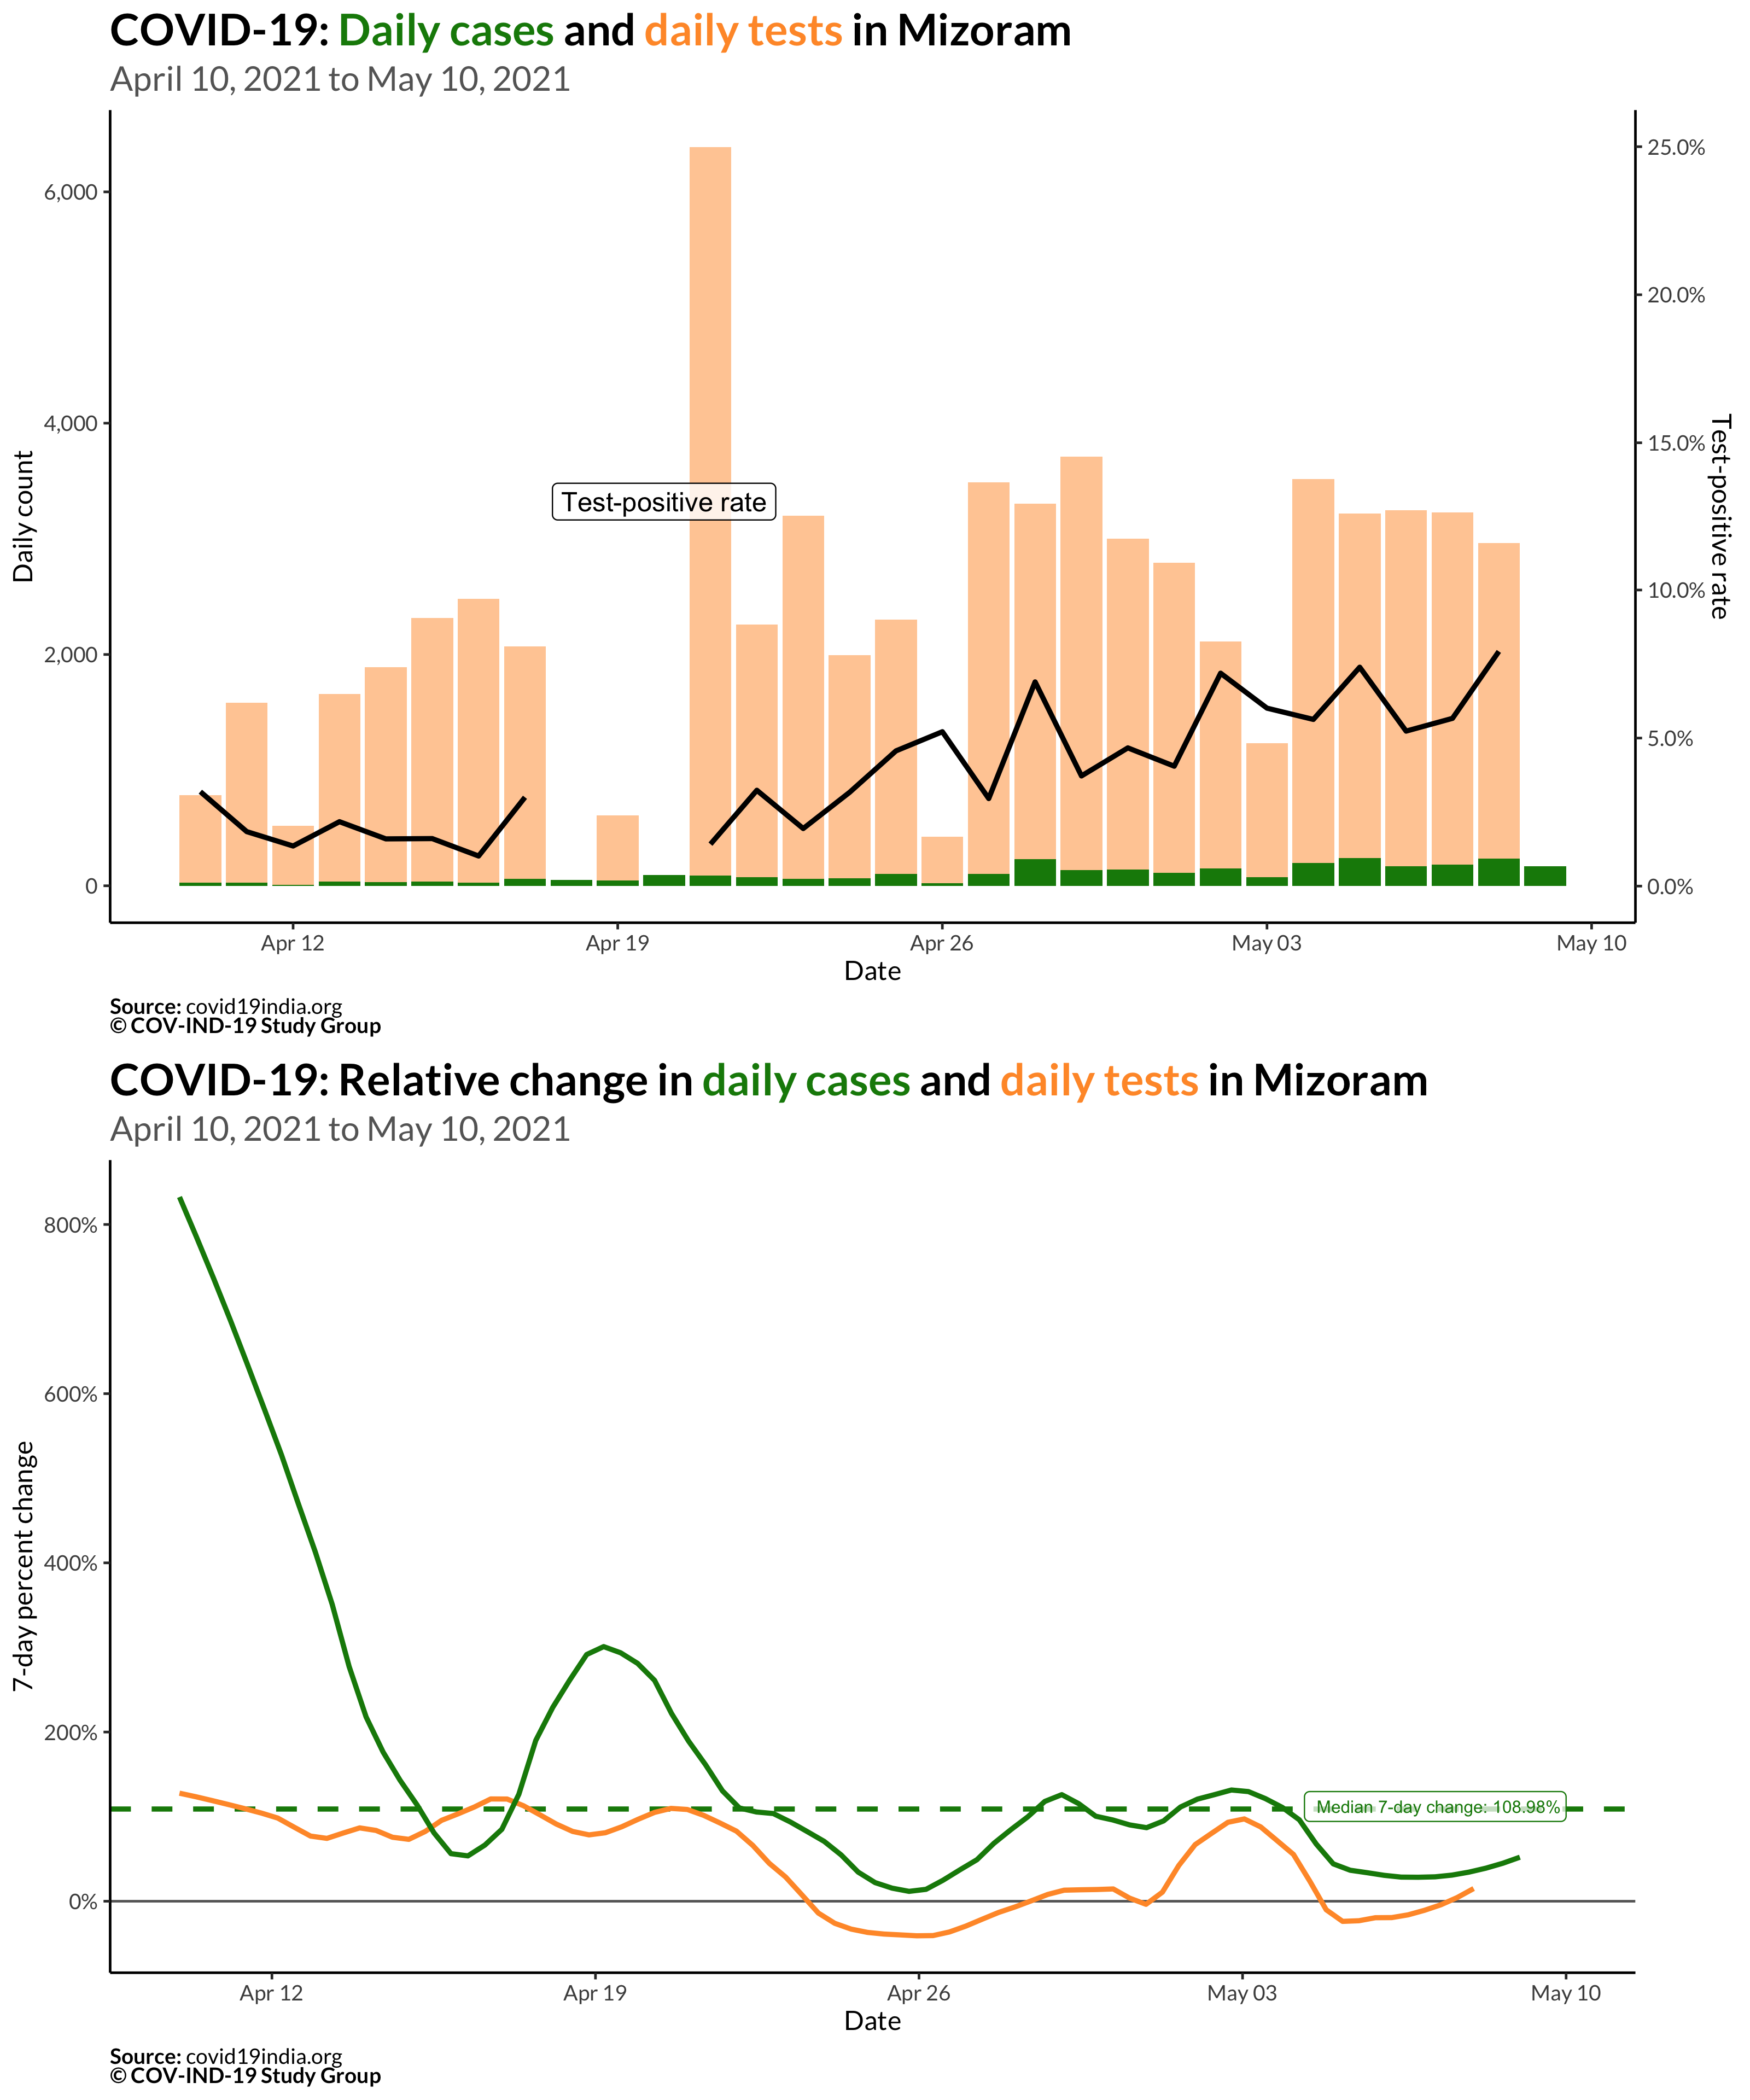 COVID-19: Daily cases and daily tests in Mizoram
April 10, 2021 to May 10, 2021
Daily count
6,000
4,000
2,000
0
Test-positive rate
25.0%
20.0%
15.0%
10.0%
5.0%
0.0%
Test-positive rate
Apr 12
Apr 19
Apr 26
May 03
May 10
Date
Source: covid19india.org
© COV-IND-19 Study Group
COVID-19: Relative change in daily cases and daily tests in Mizoram
April 10, 2021 to May 10, 2021
7-day percent change
800%
600%
400%
200%
0%
Median 7-day change: 108.98%
Apr 12
Apr 19
Apr 26
May 03
May 10
Date
Source: covid19india.org
© COV-IND-19 Study Group